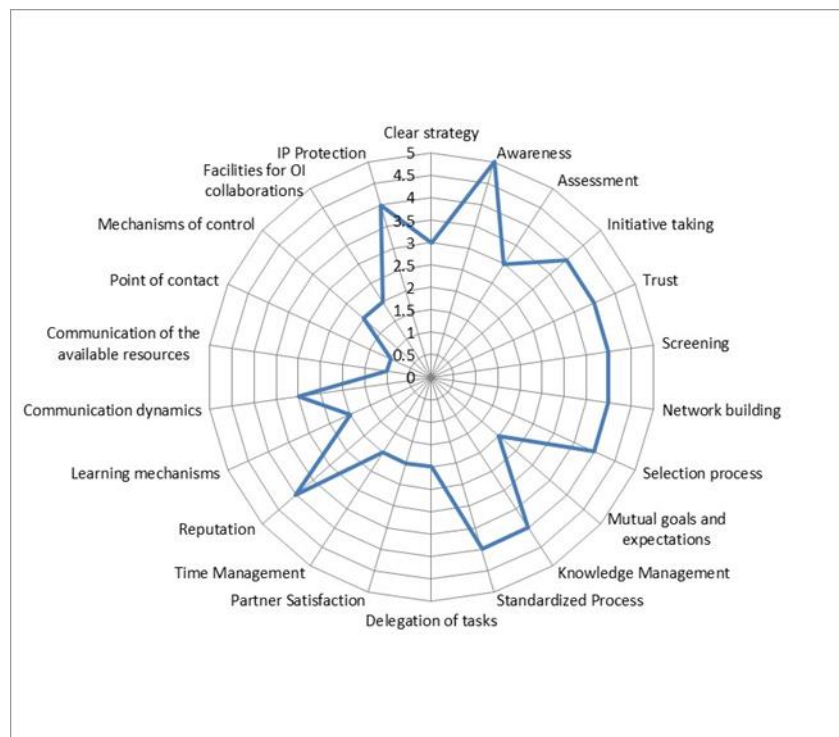 Clear strategy
Awareness
Assessment
Initiative taking
Trust
Screening
Network building
Selection process
Mutual goals and
expectations
Knowledge Management
Standardized Process
Delegation of tasks
Partner Satisfaction
Time Management
Reputation
Learning mechanisms
Communication dynamics
Communication of the
available resources
Point of contact
Mechanisms of control
Facilities for OI
collaborations
IP Protection
5
4.5
4
3.5
3
2.5
2
1.5
1
0.5
0